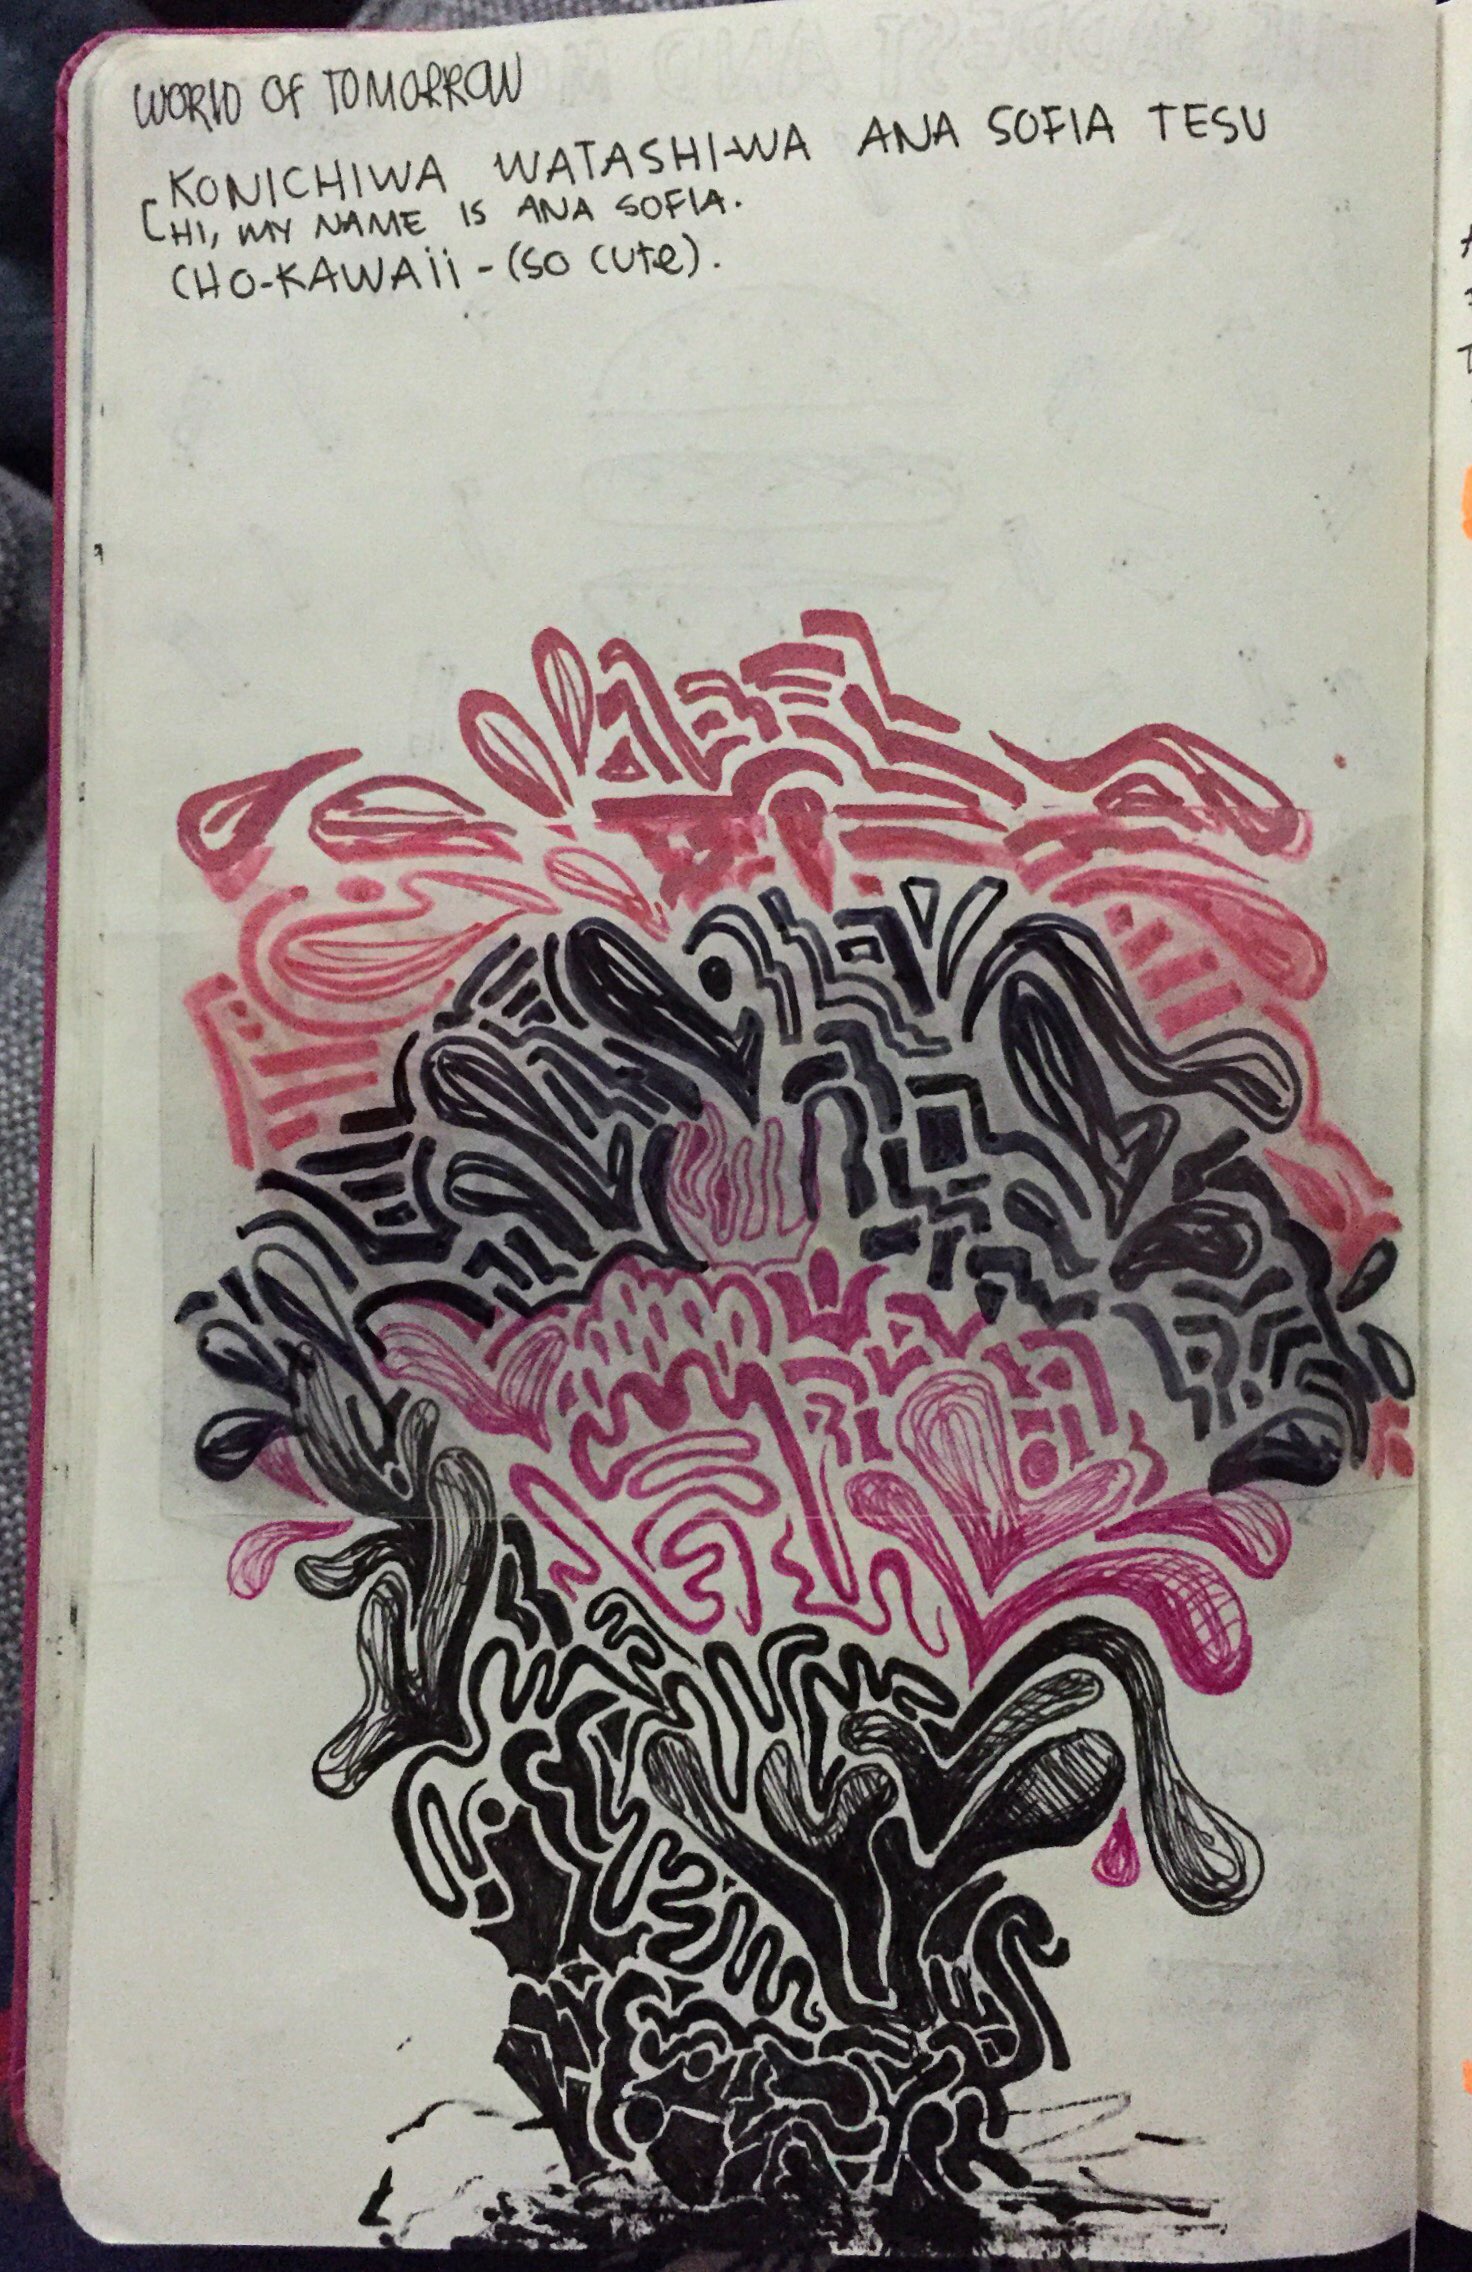 WORLD OF TOMORROW
KONICHIWA WATASHI-WA ANA SOFIA TESU
[HI, MY NAME IS ANA SOFIA.
CHO-KAWAii - (SO CUte).